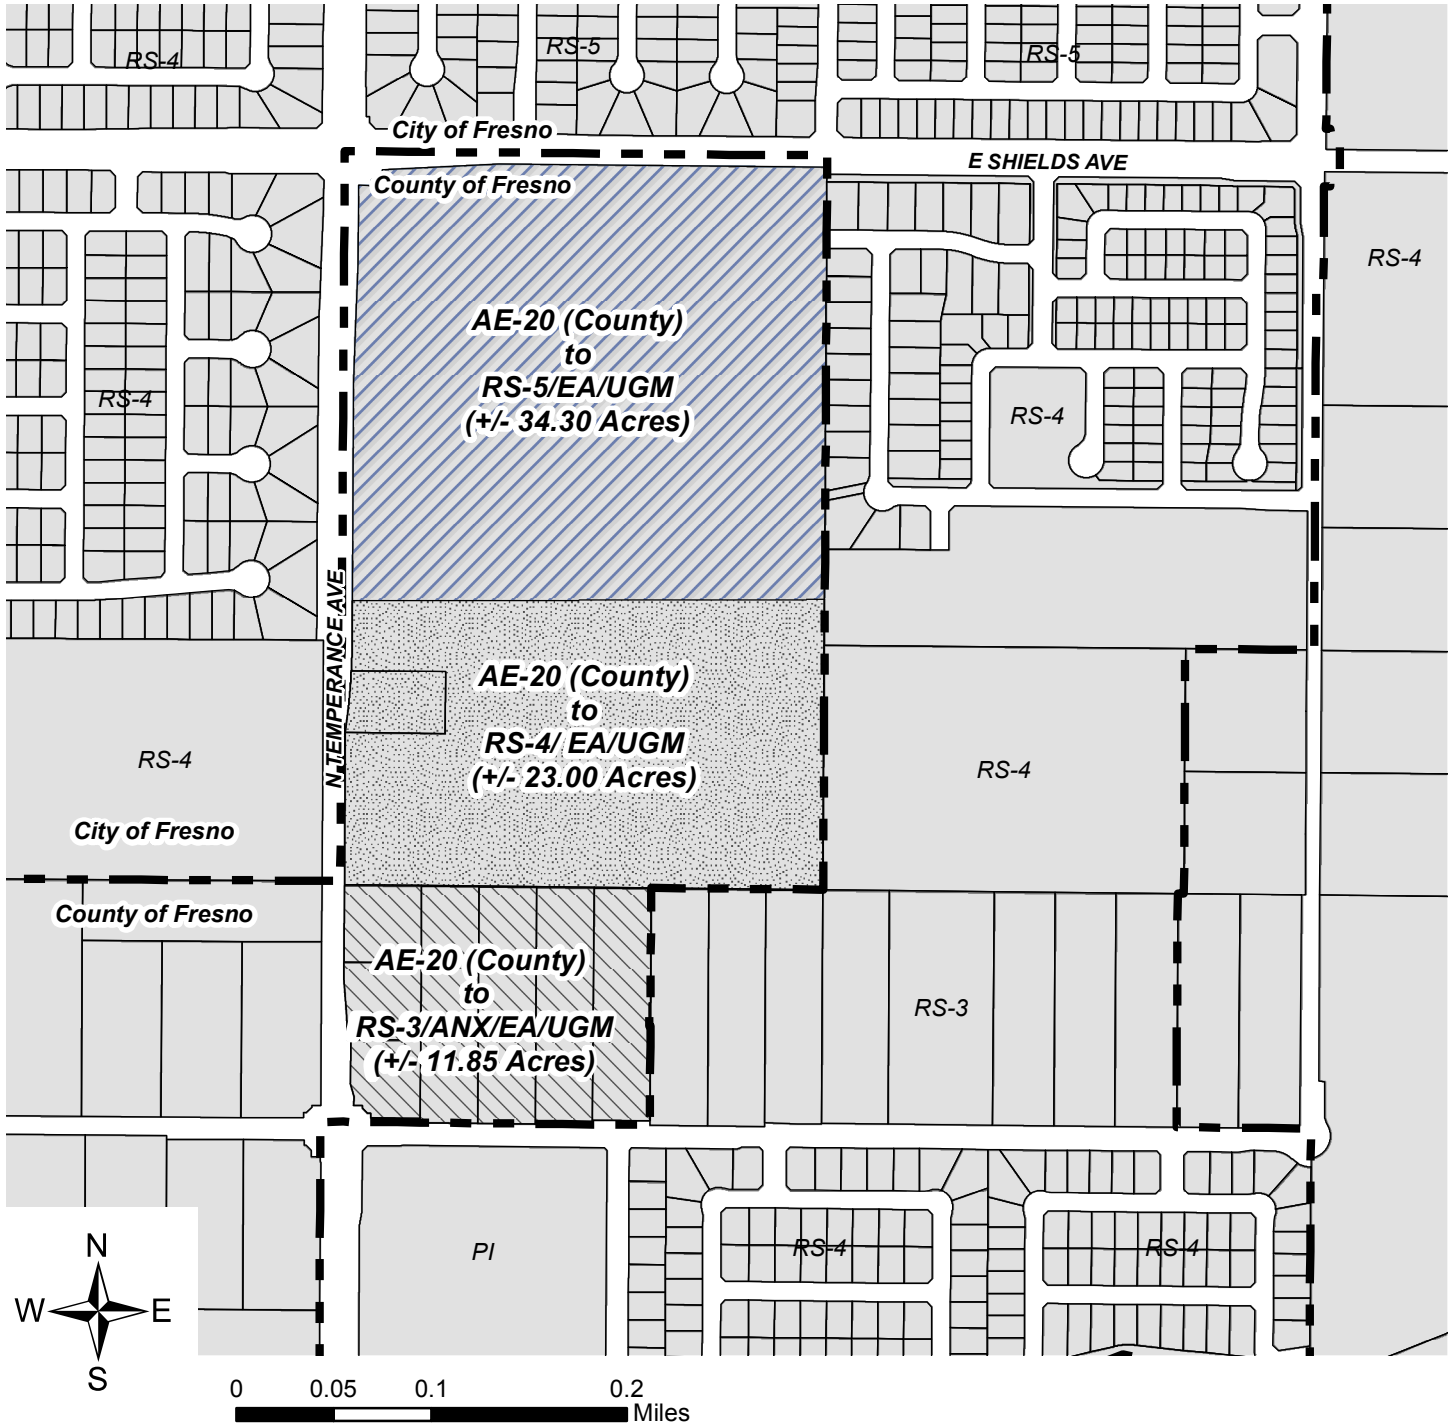 RS-4
RS-5
RS-5
City of Fresno
E SHIELDS AVE
County of Fresno
RS-4
AE-20 (County)
to
RS-5/EA/UGM
(+/- 34.30 Acres)
RS-4
RS-4
N TEMPERANCE AVE
AE-20 (County)
to
RS-4/ EA/UGM
(+/- 23.00 Acres)
RS-4
RS-4
City of Fresno
County of Fresno
AE-20 (County)
to
RS-3/ANX/EA/UGM
(+/- 11.85 Acres)
RS-3
PI
RS-4
RS-4
N
W
E
S
0
0.05
0.1
0.2
Miles